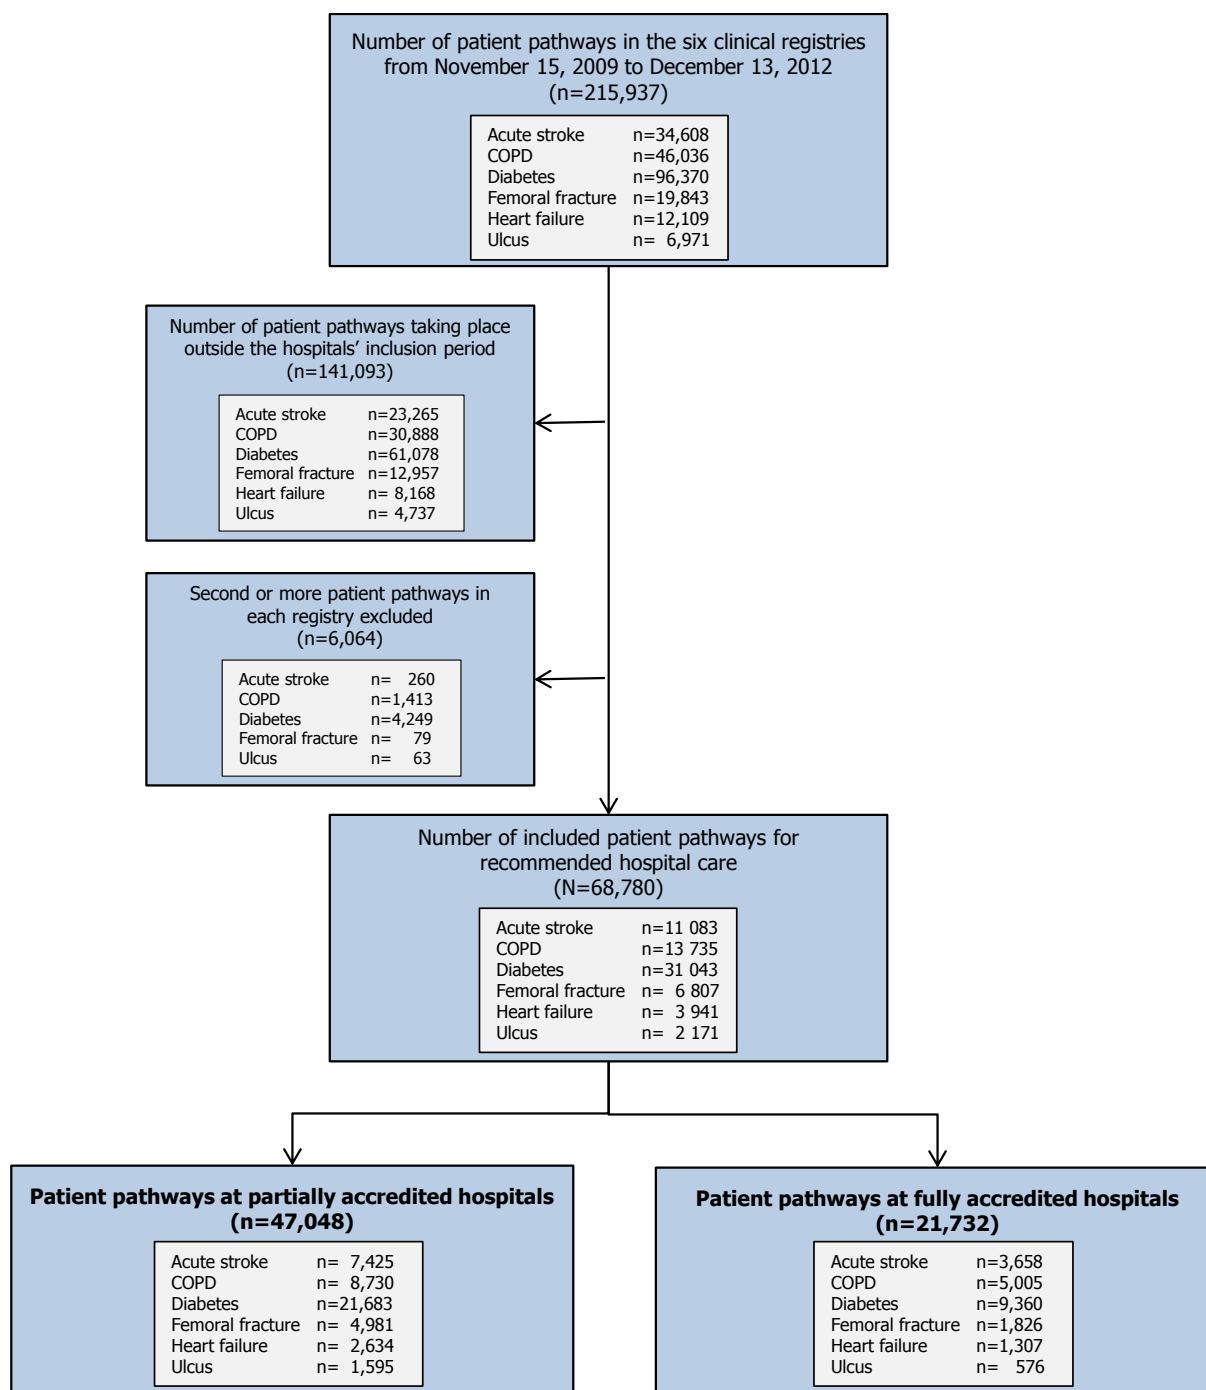 Number of patient pathways in the six clinical registries
from November 15, 2009 to December 13, 2012
(n=215,937)
Acute stroke n=34,608
COPD n=46,036
Diabetes n=96,370
Femoral fracture n=19,843
Heart failure n=12,109
Ulcus n= 6,971
Number of patient pathways taking place
outside the hospitals’ inclusion period
(n=141,093)
Acute stroke n=23,265
COPD n=30,888
Diabetes n=61,078
Femoral fracture n=12,957
Heart failure n= 8,168
Ulcus n= 4,737
Second or more patient pathways in
each registry excluded
(n=6,064)
Acute stroke n= 260
COPD n=1,413
Diabetes n=4,249
Femoral fracture n= 79
Ulcus n= 63
Number of included patient pathways for
recommended hospital care
(N=68,780)
Acute stroke n=11 083
COPD n=13 735
Diabetes n=31 043
Femoral fracture n= 6 807
Heart failure n= 3 941
Ulcus n= 2 171
Patient pathways at partially accredited hospitals
(n=47,048)
Acute stroke n= 7,425
COPD n= 8,730
Diabetes n=21,683
Femoral fracture n= 4,981
Heart failure n= 2,634
Ulcus n= 1,595
Patient pathways at fully accredited hospitals
(n=21,732)
Acute stroke n=3,658
COPD n=5,005
Diabetes n=9,360
Femoral fracture n=1,826
Heart failure n=1,307
Ulcus n= 576